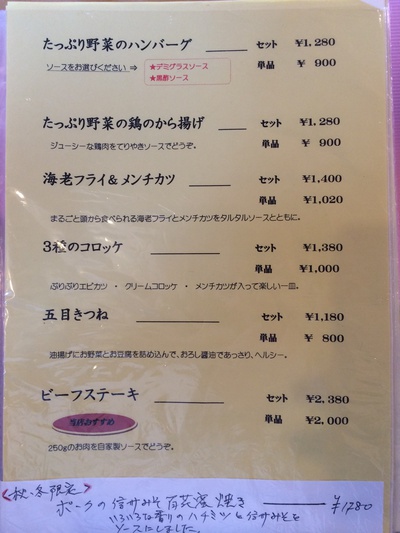 たっぷり野菜のハンバーグ セット ¥1,280
ソースをお選びください ⇒ ★デミグラスソース 単品 ¥ 900
★黒酢ソース
たっぷり野菜の鶏のから揚げ セット ¥1,280
ジューシーな鶏肉をてりやきソースでどうぞ。 単品 ¥ 900
海老フライ&メンチカツ セット ¥1,400
単品 ¥1,020
まるごと頭から食べられる海老フライとメンチカツをタルタルソースとともに。
3種のコロッケ セット ¥1,380
単品 ¥1,000
ぷりぷりエビカツ ・ クリームコロッケ ・ メンチカツが入って楽しい一皿。
五目きつね セット ¥1,180
単品 ¥ 800
油揚げにお野菜とお豆腐を詰め込んで、おろし醤油であっさり、ヘルシー。
ビーフステーキ セット ¥2,380
当店おすすめ 単品 ¥2,000
250gのお肉を自家製ソースでどうぞ。
<秋・冬限定>
ポークの信州みそ百花蜜焼き ¥1280
いろいろな香りのハチミツと信州みそを
ソースにしました。